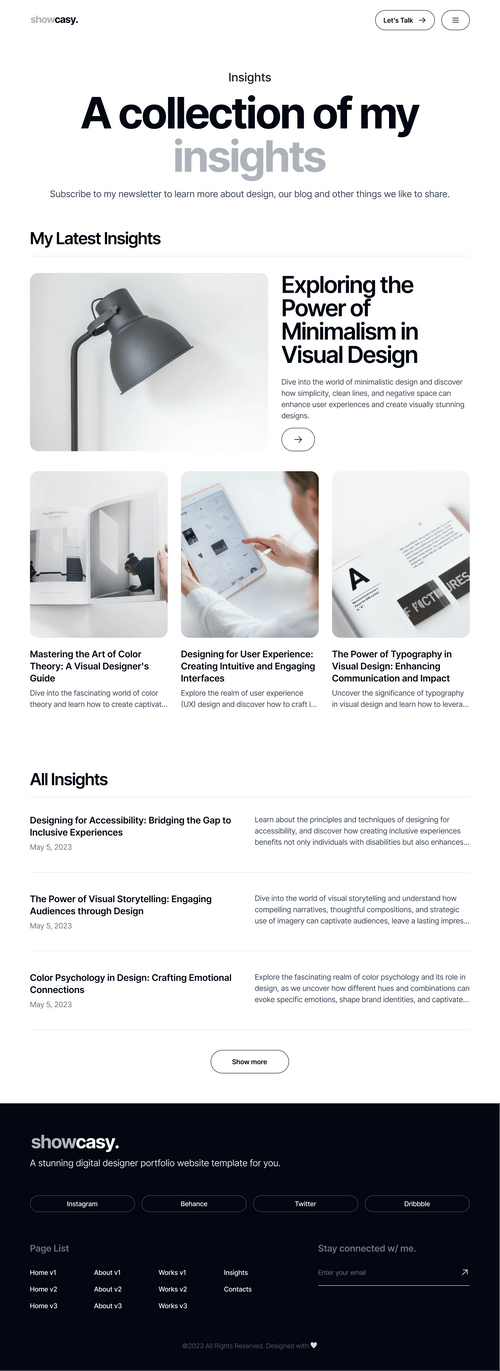 showcasy.
Let's Talk
Insights
A collection of my
insights
Subscribe to my newsletter to learn more about design, our blog and other things we like to share.
My Latest Insights
Exploring the
Power of
Minimalism in
Visual Design
Dive into the world of minimalistic design and discover
how simplicity, clean lines, and negative space can
enhance user experiences and create visually stunning
designs.
A
Mastering the Art of Color
Theory: A Visual Designer's
Guide
Dive into the fascinating world of color
theory and learn how to create captivat...
Designing for User Experience:
Creating Intuitive and Engaging
Interfaces
Explore the realm of user experience
(UX) design and discover how to craft i...
The Power of Typography in
Visual Design: Enhancing
Communication and Impact
Uncover the significance of typography
in visual design and learn how to levera...
All Insights
Designing for Accessibility: Bridging the Gap to
Inclusive Experiences
May 5, 2023
Learn about the principles and techniques of designing for
accessibility, and discover how creating inclusive experiences
benefits not only individuals with disabilities but also enhances...
The Power of Visual Storytelling: Engaging
Audiences through Design
May 5, 2023
Dive into the world of visual storytelling and understand how
compelling narratives, thoughtful compositions, and strategic
use of imagery can captivate audiences, leave a lasting impres...
Color Psychology in Design: Crafting Emotional
Connections
May 5, 2023
Explore the fascinating realm of color psychology and its role in
design, as we uncover how different hues and combinations can
evoke specific emotions, shape brand identities, and captivate...
Show more
showcasy.
A stunning digital designer portfolio website template for you.
Instagram
Behance
Twitter
Dribbble
Page List
Home v1
About v1
Works v1
Insights
Home v2
About v2
Works v2
Contacts
Home v3
About v3
Works v3
Stay connected w/ me.
Enter your email
©2023 All Rights Reserved. Designed with 🤍